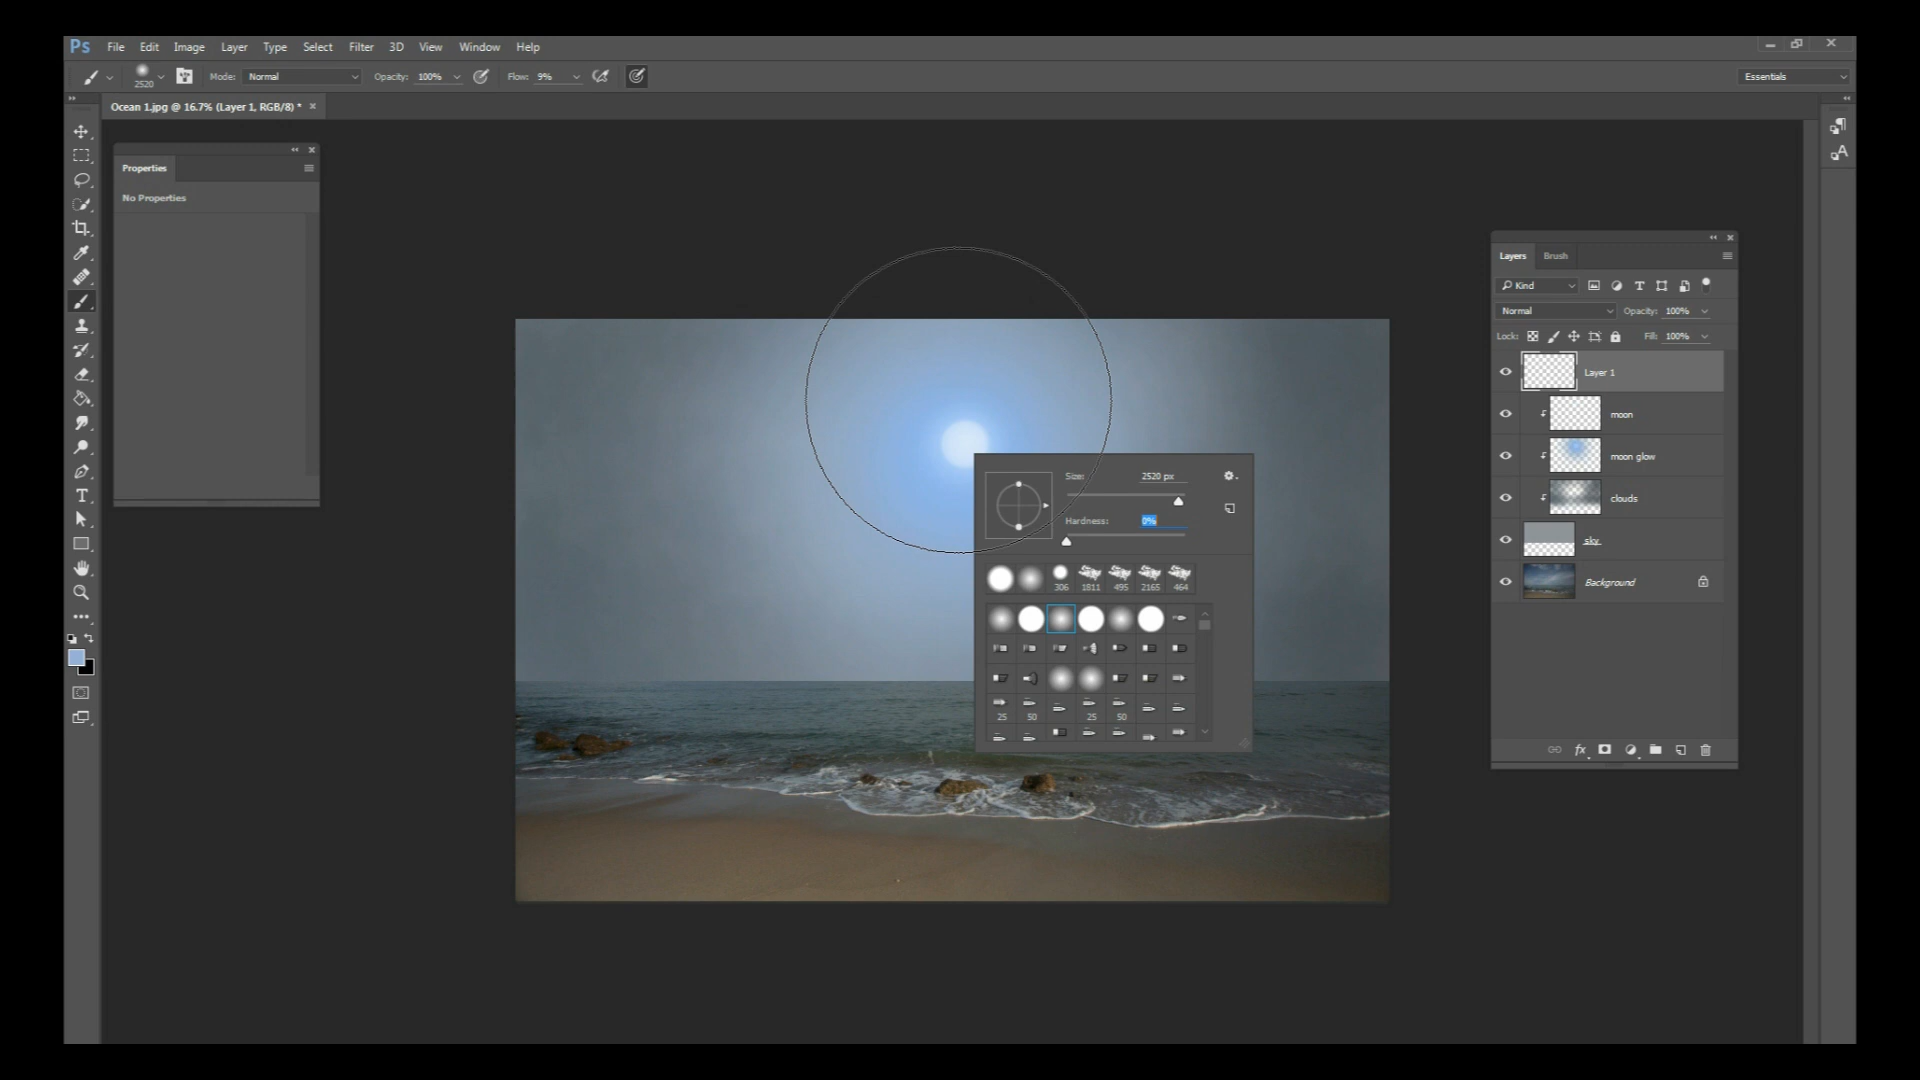 Ps File Edit Image Layer Type Select Filter 3D View Window Help
2520 Mode: Normal Opacity: 100% Flow: 9% Essentials
Ocean 1.jpg @ 16.7% (Layer 1, RGB/8) *
Properties
No Properties
Layers Brush
Kind
Normal Opacity: 100%
Lock: Fill: 100%
Layer 1
moon
moon glow
clouds
sky
Background
fx
Size: 2520 px
Hardness: 0%
306 1811 495 2165 464
25 50 25 50